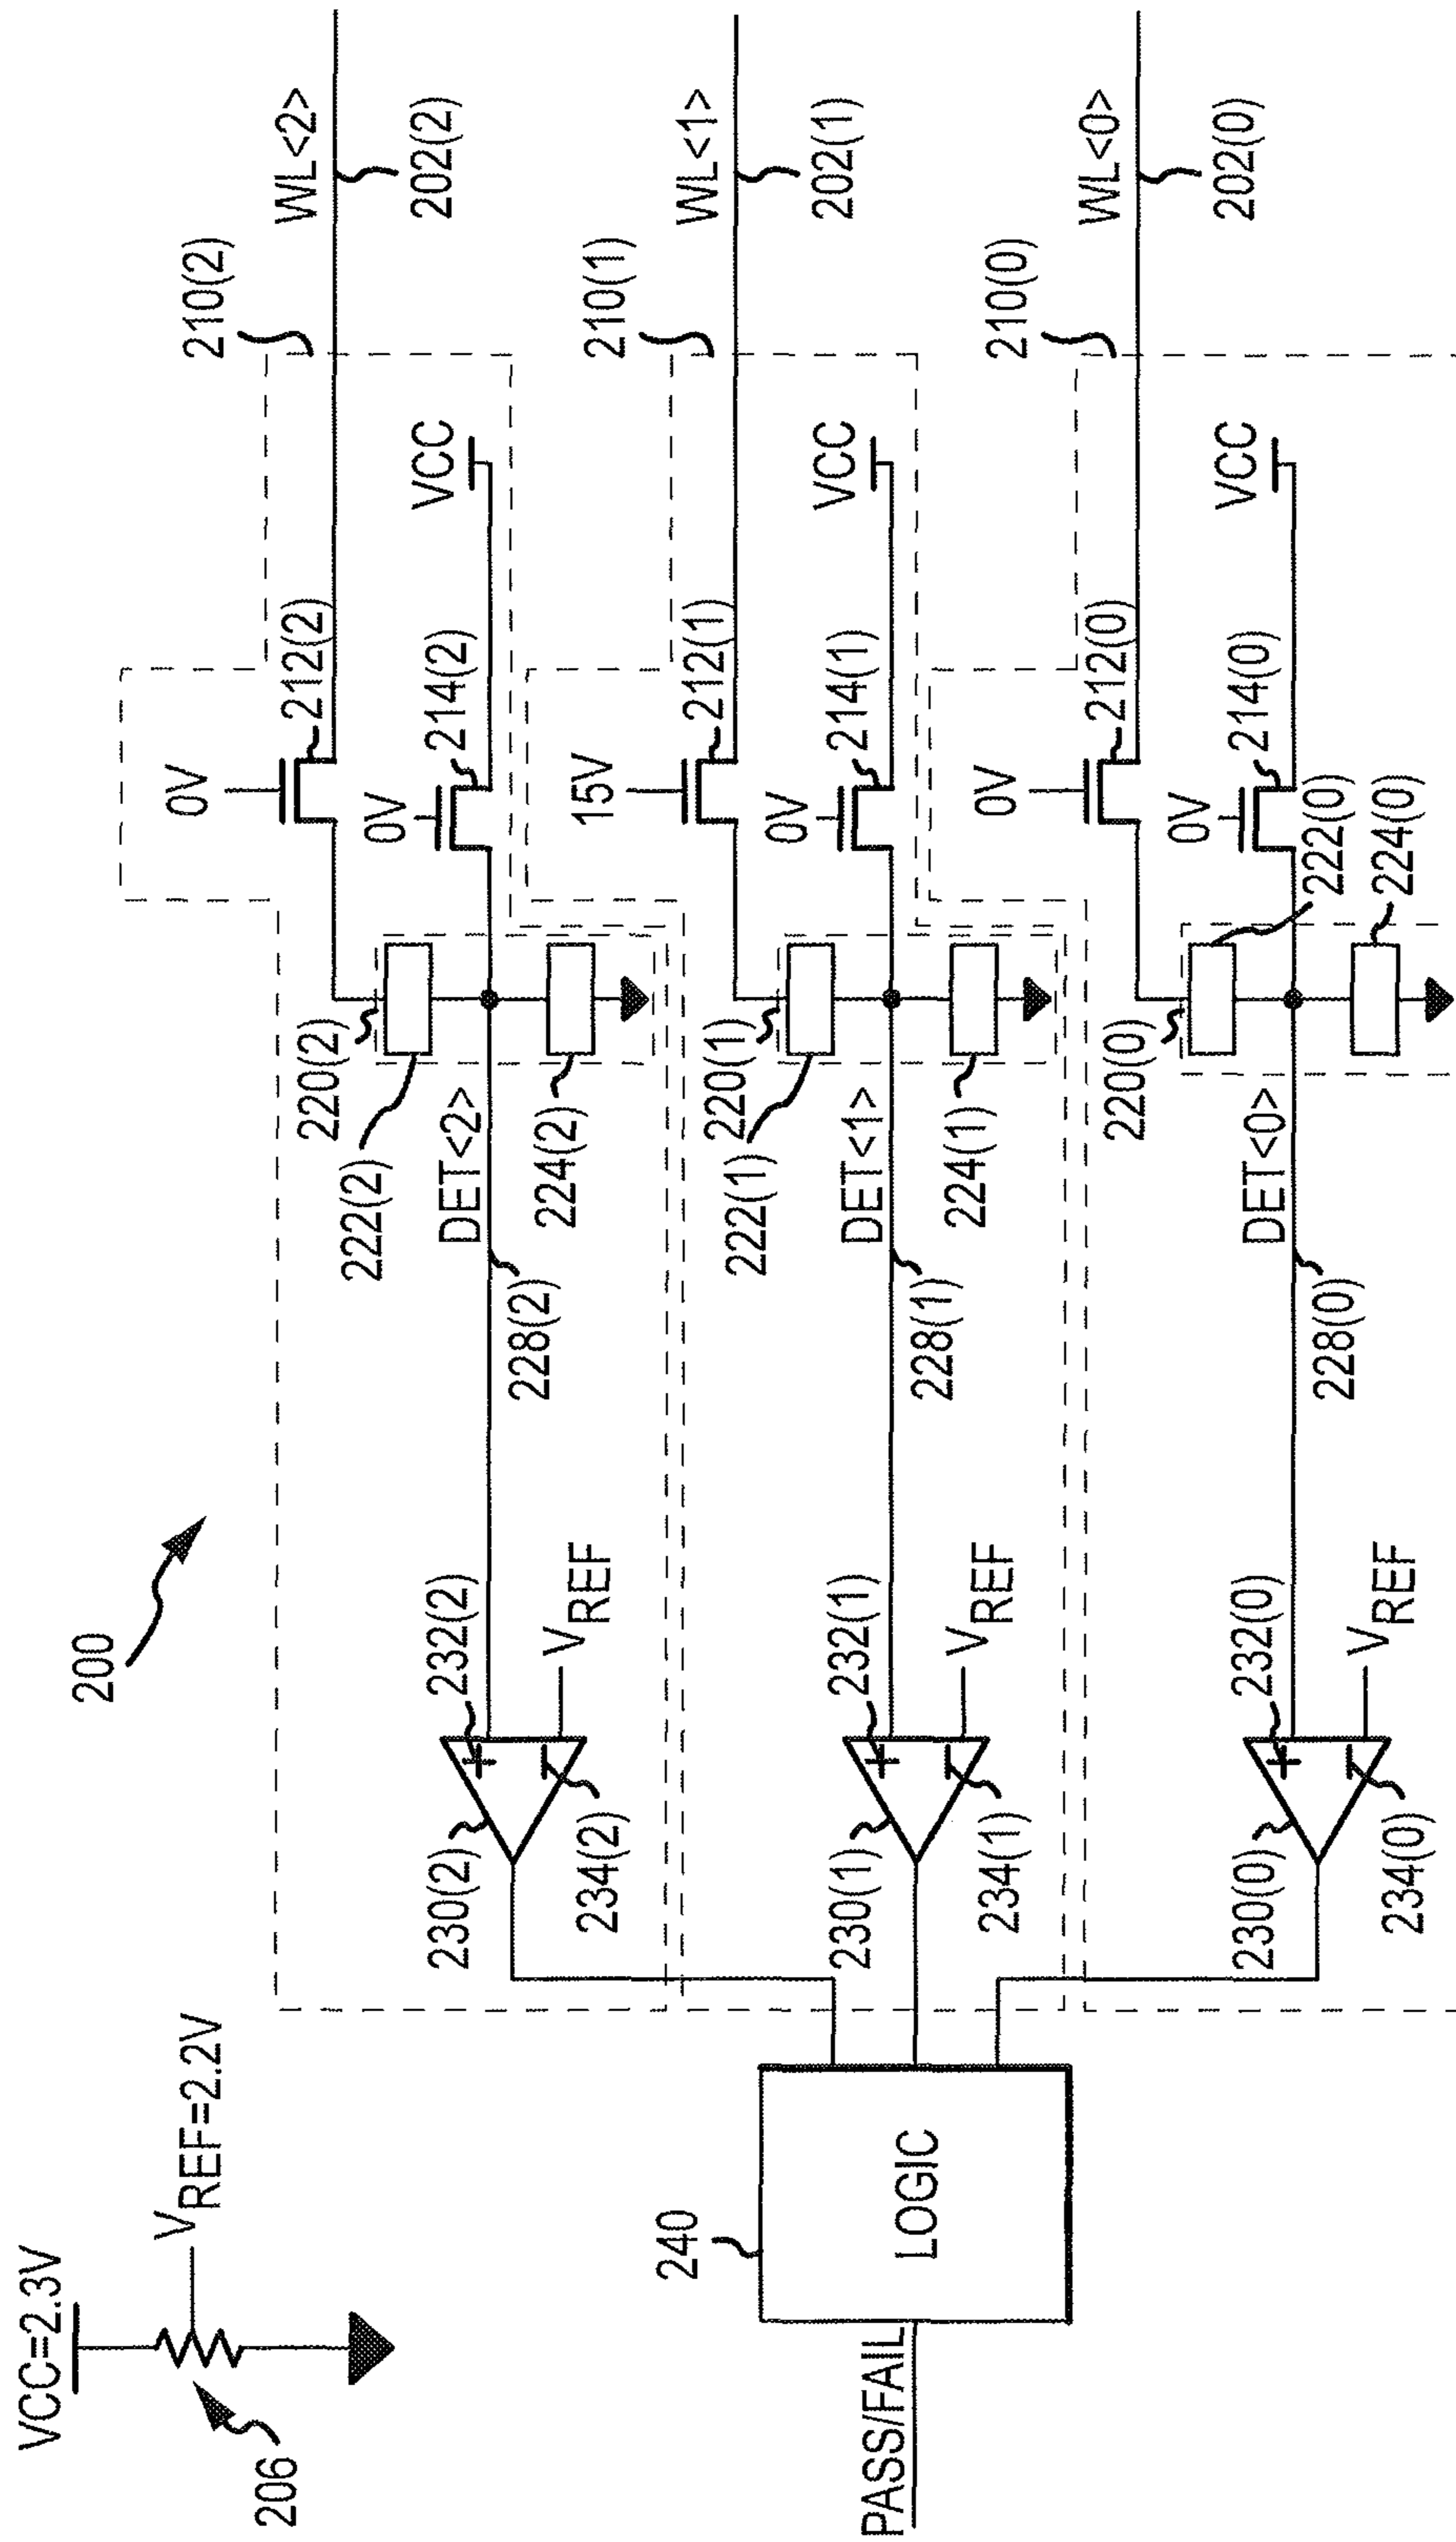 VCC=2.3V
VREF=2.2V
206
200
210(2)
WL<2>
202(2)
0V
212(2)
0V
214(2)
VCC
220(2)
222(2)
DET<2>
224(2)
228(2)
232(2)
VREF
230(2)
234(2)
210(1)
WL<1>
202(1)
15V
212(1)
0V
214(1)
VCC
220(1)
222(1)
DET<1>
224(1)
228(1)
232(1)
VREF
230(1)
234(1)
210(0)
WL<0>
202(0)
0V
212(0)
0V
214(0)
VCC
222(0)
224(0)
220(0)
DET<0>
228(0)
232(0)
VREF
230(0)
234(0)
+
−
+
−
+
−
240
LOGIC
PASS/FAIL